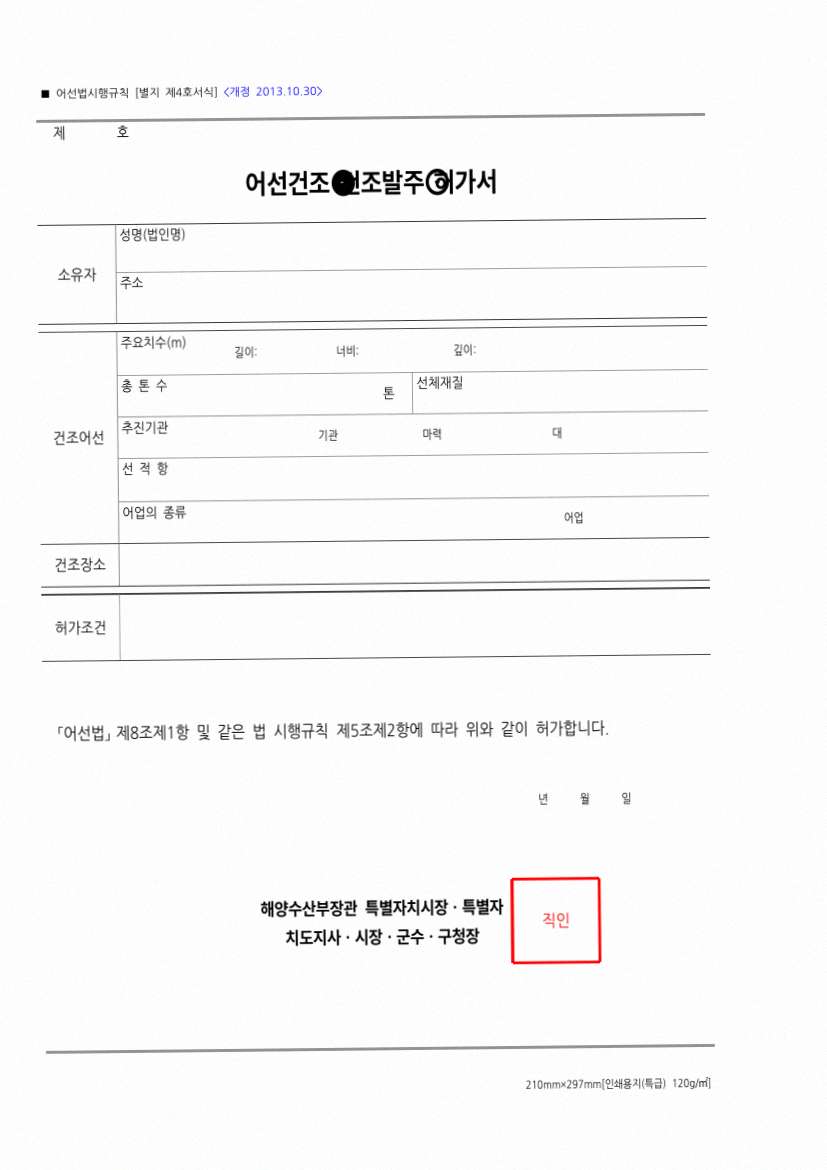 ■ 어선법시행규칙 [별지 제4호서식] <개정 2013.10.30>
제 호
어선건조 조발주 가서
소유자
성명(법인명)
주소
건조어선
주요치수(m) 길이: 너비: 깊이:
총 톤 수 톤 선체재질
추진기관 기관 마력 대
선 적 항
어업의 종류 어업
건조장소
허가조건
「어선법」제8조제1항 및 같은 법 시행규칙 제5조제2항에 따라 위와 같이 허가합니다.
년 월 일
해양수산부장관 특별자치시장ㆍ특별자
치도지사ㆍ시장ㆍ군수ㆍ구청장
직인
210mm×297mm[인쇄용지(특급) 120g/㎡]